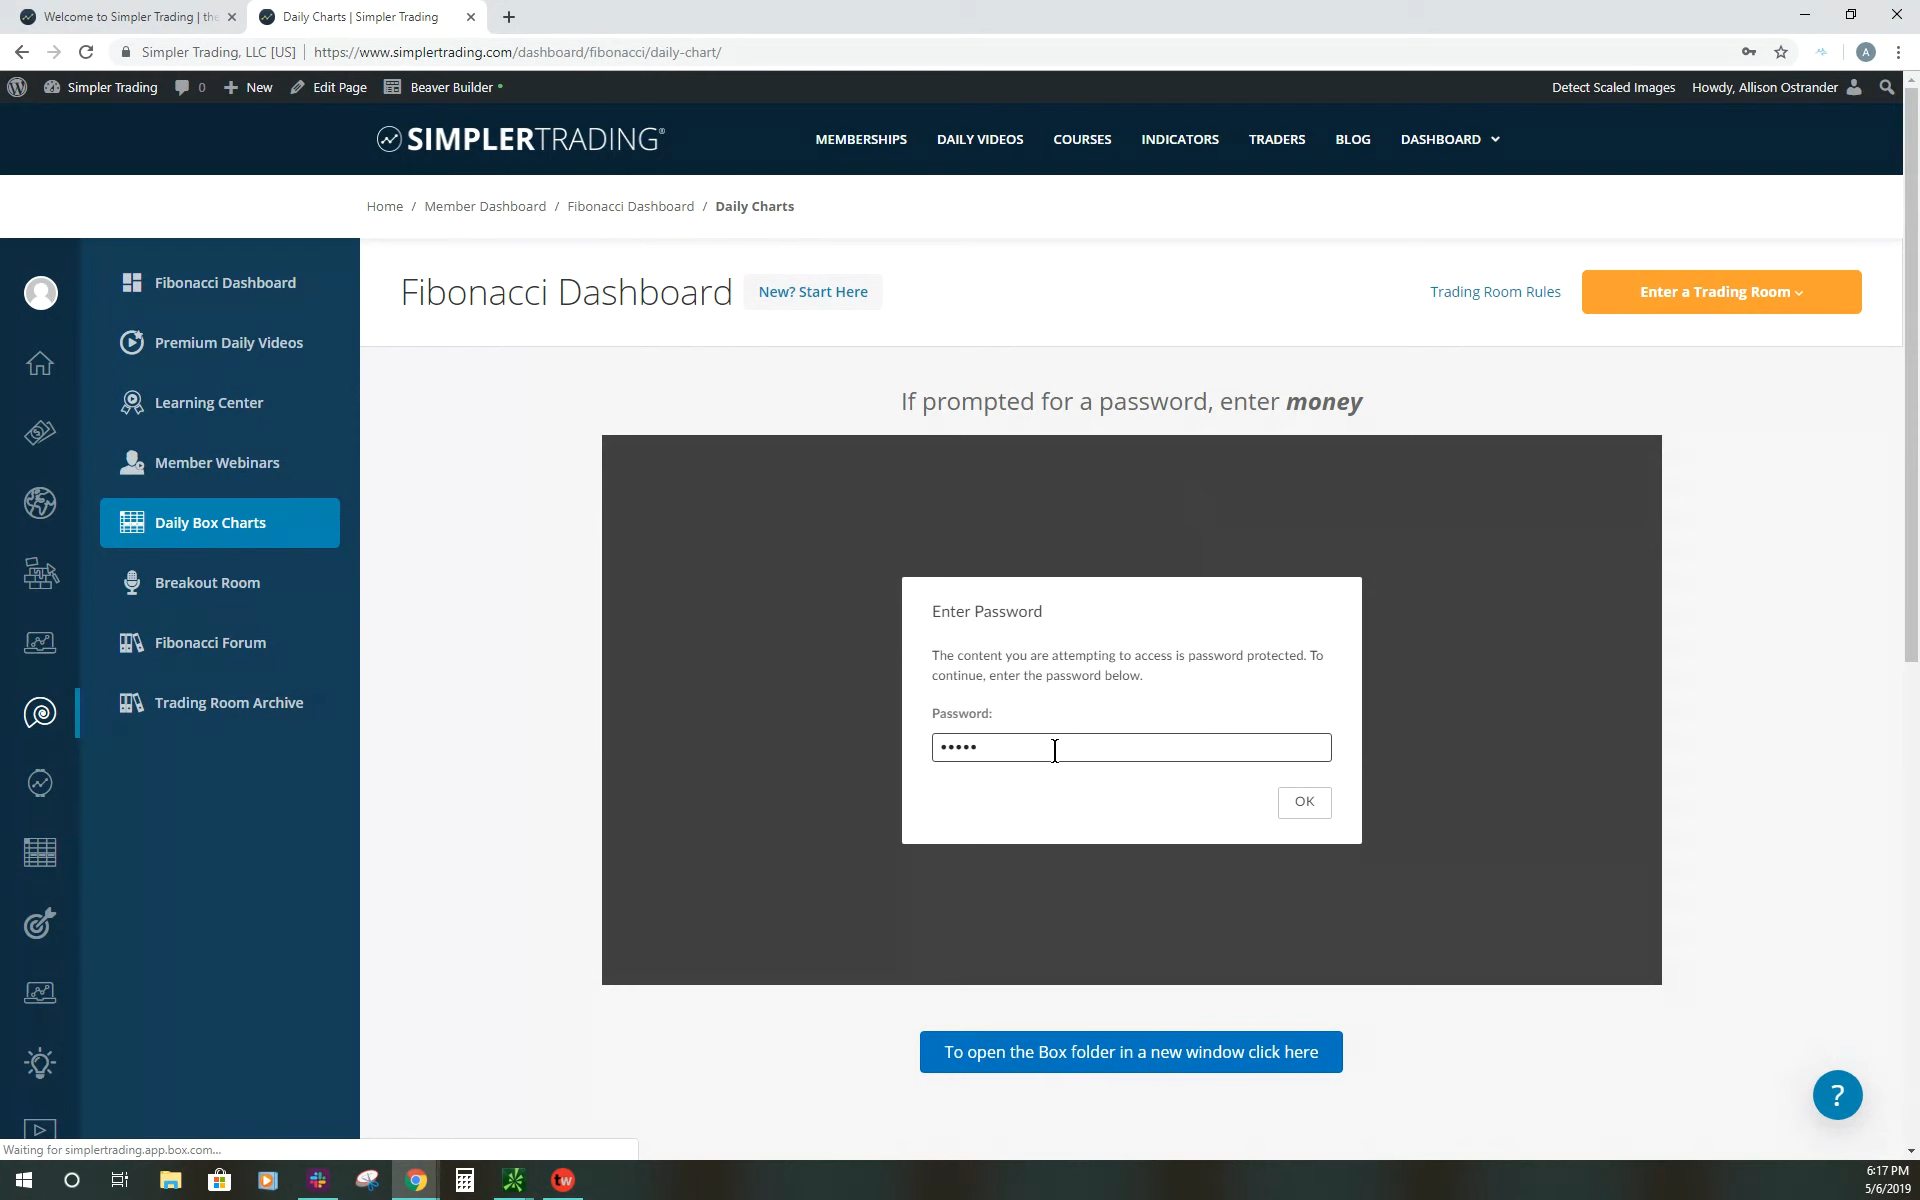 Welcome to Simpler Trading | the
Daily Charts | Simpler Trading
Simpler Trading, LLC [US] | https://www.simplertrading.com/dashboard/fibonacci/daily-chart/
A
Simpler Trading
0
New
Edit Page
Beaver Builder
Detect Scaled Images
Howdy, Allison Ostrander
SIMPLERTRADING®
MEMBERSHIPS
DAILY VIDEOS
COURSES
INDICATORS
TRADERS
BLOG
DASHBOARD
Home / Member Dashboard / Fibonacci Dashboard / Daily Charts
Fibonacci Dashboard
Premium Daily Videos
Learning Center
Member Webinars
Daily Box Charts
Breakout Room
Fibonacci Forum
Trading Room Archive
Fibonacci Dashboard
New? Start Here
Trading Room Rules
Enter a Trading Room
If prompted for a password, enter money
Enter Password
The content you are attempting to access is password protected. To
continue, enter the password below.
Password:
•••••
OK
To open the Box folder in a new window click here
?
Waiting for simplertrading.app.box.com...
tw
6:17 PM
5/6/2019